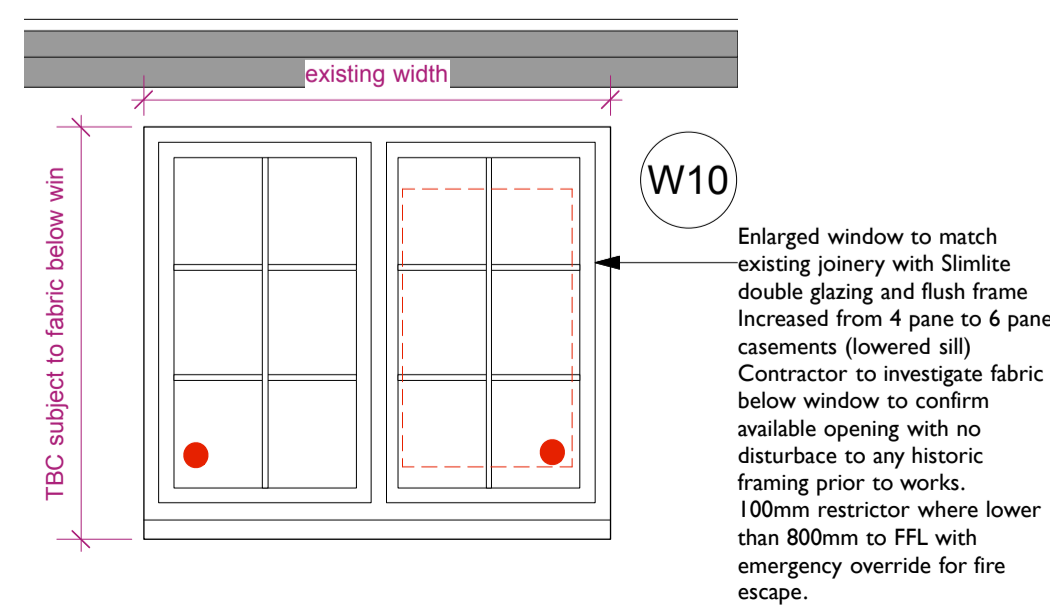 existing width
TBC subject to fabric below win
W10
Enlarged window to match
existing joinery with Slimlite
double glazing and flush frame
Increased from 4 pane to 6 pane
casements (lowered sill)
Contractor to investigate fabric
below window to confirm
available opening with no
disturbace to any historic
framing prior to works.
100mm restrictor where lower
than 800mm to FFL with
emergency override for fire
escape.